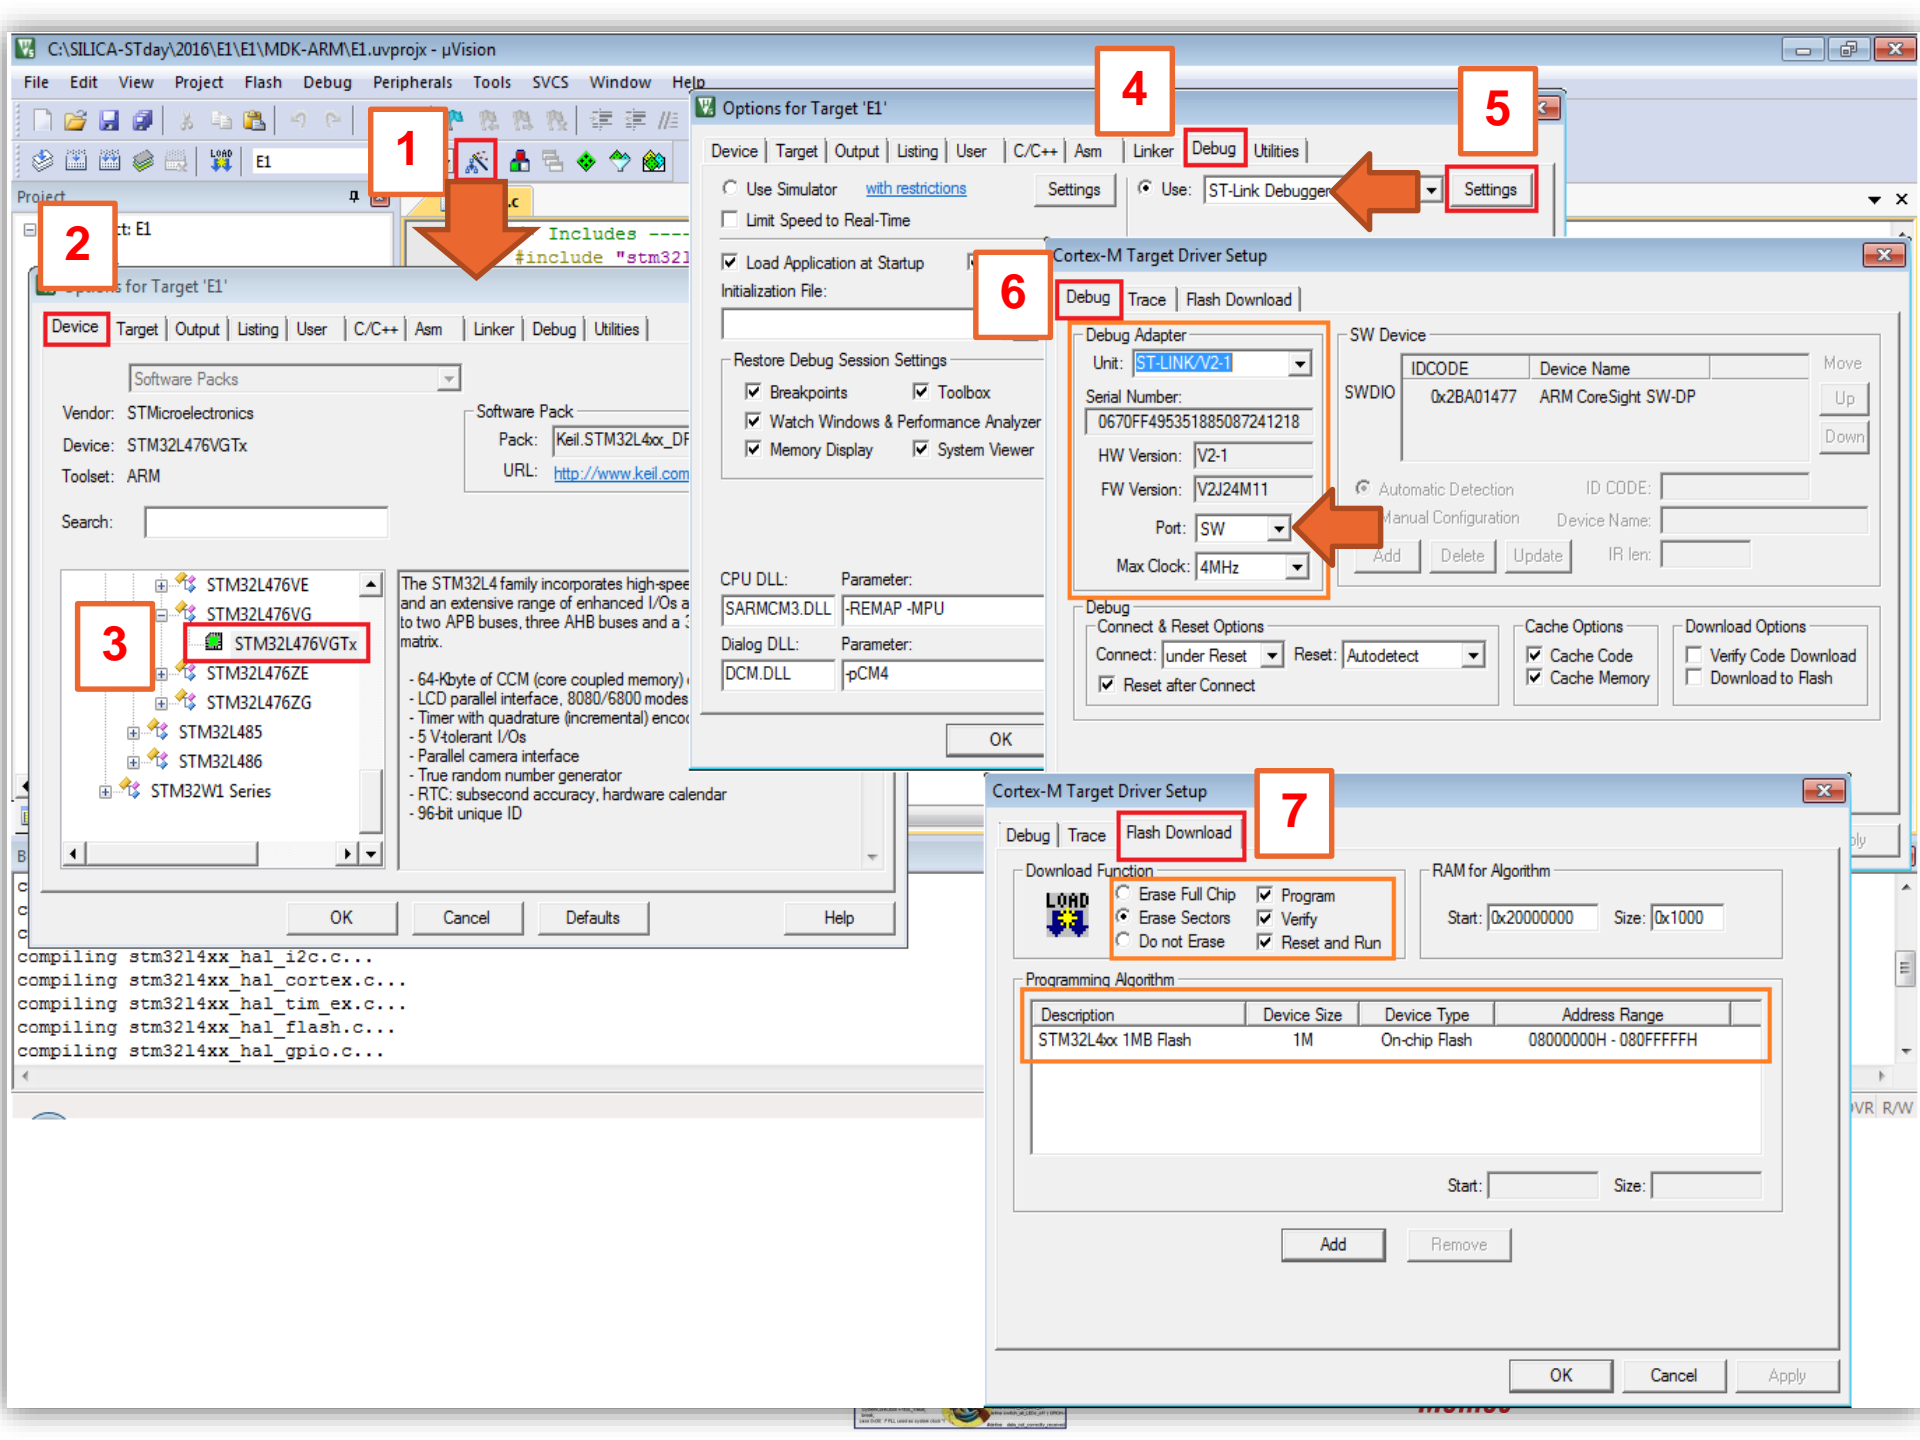 C:\SILICA-STday\2016\E1\E1\MDK-ARM\E1.uvprojx - µVision
File Edit View Project Flash Debug Peripherals Tools SVCS Window Help
LOAD
E1
Project
ct: E1
.c
Includes ----
#include "stm32l
1
2
3
4
5
6
7
Options for Target 'E1'
Device Target Output Listing User C/C++ Asm Linker Debug Utilities
Software Packs
Vendor: STMicroelectronics
Device: STM32L476VGTx
Toolset: ARM
Search:
Software Pack
Pack: Keil.STM32L4xx_DF
URL: http://www.keil.com
STM32L476VE
STM32L476VG
STM32L476VGTx
STM32L476ZE
STM32L476ZG
STM32L485
STM32L486
STM32W1 Series
The STM32L4 family incorporates high-spee
and an extensive range of enhanced I/Os a
to two APB buses, three AHB buses and a 3
matrix.
- 64-Kbyte of CCM (core coupled memory)
- LCD parallel interface, 8080/6800 modes
- Timer with quadrature (incremental) enco
- 5 V-tolerant I/Os
- Parallel camera interface
- True random number generator
- RTC: subsecond accuracy, hardware calendar
- 96-bit unique ID
OK Cancel Defaults Help
compiling stm32l4xx_hal_i2c.c...
compiling stm32l4xx_hal_cortex.c...
compiling stm32l4xx_hal_tim_ex.c...
compiling stm32l4xx_hal_flash.c...
compiling stm32l4xx_hal_gpio.c...
OVR R/W
Options for Target 'E1'
Device Target Output Listing User C/C++ Asm Linker Debug Utilities
Use Simulator with restrictions Settings
Use: ST-Link Debugger Settings
Limit Speed to Real-Time
Load Application at Startup
Initialization File:
Restore Debug Session Settings
Breakpoints Toolbox
Watch Windows & Performance Analyzer
Memory Display System Viewer
CPU DLL: Parameter:
SARMCM3.DLL -REMAP -MPU
Dialog DLL: Parameter:
DCM.DLL -pCM4
OK
Cortex-M Target Driver Setup
Debug Trace Flash Download
Debug Adapter
Unit: ST-LINK/V2-1
Serial Number:
0670FF495351885087241218
HW Version: V2-1
FW Version: V2J24M11
Port: SW
Max Clock: 4MHz
SW Device
IDCODE Device Name
SWDIO 0x2BA01477 ARM CoreSight SW-DP
Move
Up
Down
Automatic Detection ID CODE:
Manual Configuration Device Name:
Add Delete Update IR len:
Debug
Connect & Reset Options
Connect: under Reset Reset: Autodetect
Reset after Connect
Cache Options
Cache Code
Cache Memory
Download Options
Verify Code Download
Download to Flash
Cortex-M Target Driver Setup
Debug Trace Flash Download
Download Function
LOAD
Erase Full Chip Program
Erase Sectors Verify
Do not Erase Reset and Run
RAM for Algorithm
Start: 0x20000000 Size: 0x1000
Programming Algorithm
Description Device Size Device Type Address Range
STM32L4xx 1MB Flash 1M On-chip Flash 08000000H - 080FFFFFH
Start: Size:
Add Remove
OK Cancel Apply